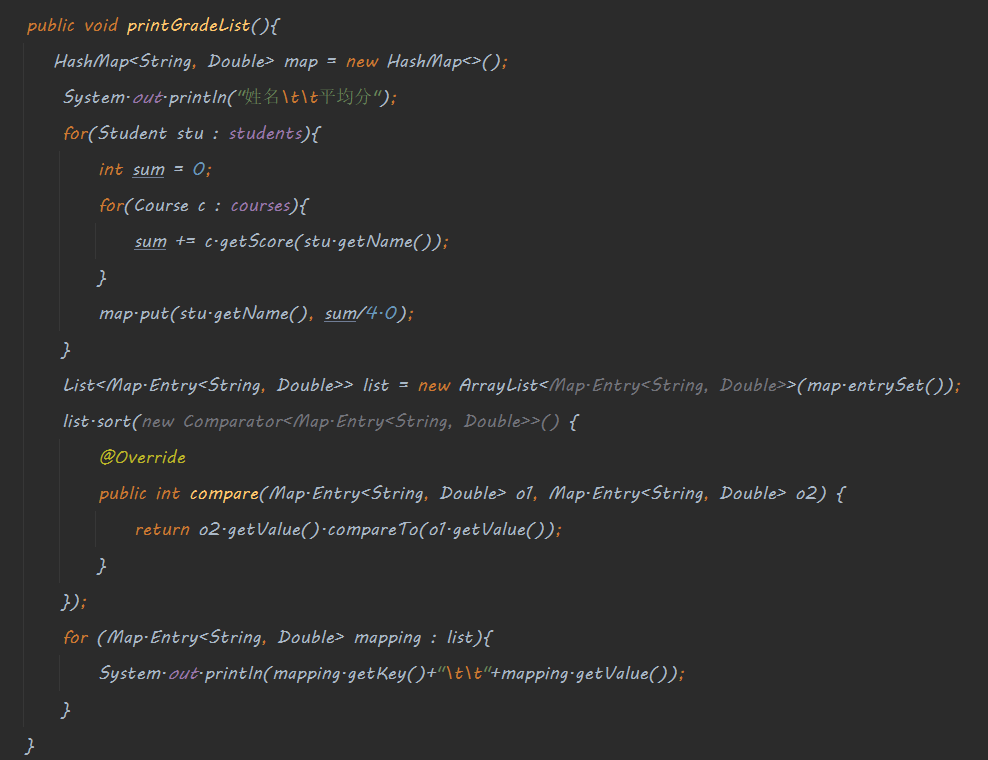 public void printGradeList(){
HashMap<String, Double> map = new HashMap<>();
System.out.println("姓名\t\t平均分");
for(Student stu : students){
int sum = 0;
for(Course c : courses){
sum += c.getScore(stu.getName());
}
map.put(stu.getName(), sum/4.0);
}
List<Map.Entry<String, Double>> list = new ArrayList<Map.Entry<String, Double>>(map.entrySet());
list.sort(new Comparator<Map.Entry<String, Double>>() {
@Override
public int compare(Map.Entry<String, Double> o1, Map.Entry<String, Double> o2) {
return o2.getValue().compareTo(o1.getValue());
}
});
for (Map.Entry<String, Double> mapping : list){
System.out.println(mapping.getKey()+"\t\t"+mapping.getValue());
}
}